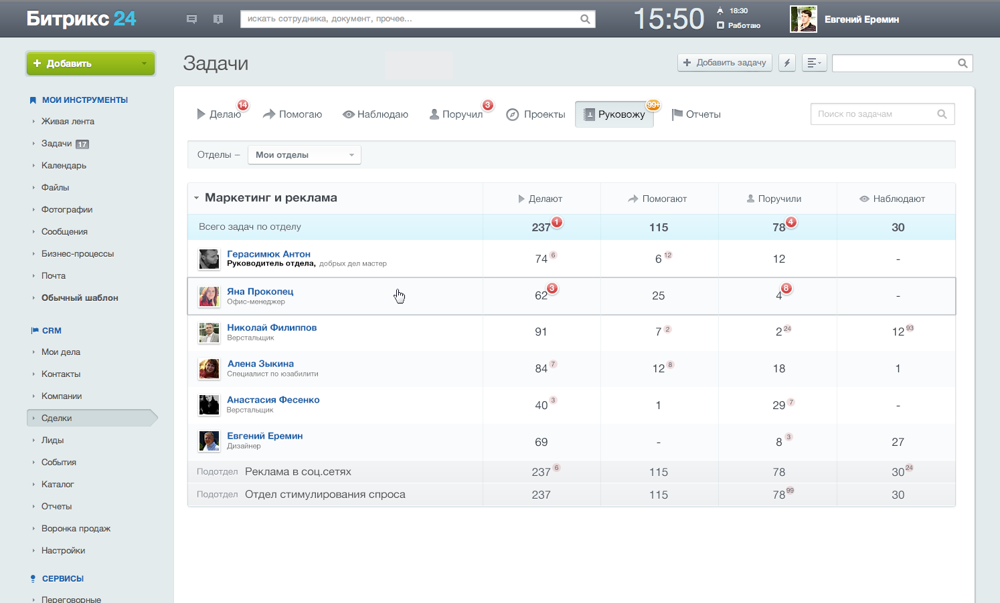 Битрикс 24
искать сотрудника, документ, прочее...
15:50
18:30
Работаю
Евгений Еремин
Добавить
Задачи
Добавить задачу
МОИ ИНСТРУМЕНТЫ
Живая лента
Задачи 17
Календарь
Файлы
Фотографии
Сообщения
Бизнес-процессы
Почта
Обычный шаблон
CRM
Мои дела
Контакты
Компании
Сделки
Лиды
События
Каталог
Отчеты
Воронка продаж
Настройки
СЕРВИСЫ
Переговорные
Делаю 14 Помогаю Наблюдаю Поручил 3 Проекты Руковожу 99+ Отчеты
Поиск по задачам
Отделы – Мои отделы
Маркетинг и реклама Делают Помогают Поручили Наблюдают
Всего задач по отделу 237 1 115 78 4 30
Герасимюк Антон
Руководитель отдела, добрых дел мастер
74 6 6 12 12 -
Яна Прокопец
Офис-менеджер
62 3 25 4 8 -
Николай Филиппов
Верстальщик
91 7 2 2 24 12 93
Алена Зыкина
Специалист по юзабилити
84 7 12 8 18 1
Анастасия Фесенко
Верстальщик
40 3 1 29 7 -
Евгений Еремин
Дизайнер
69 - 8 3 27
Подотдел Реклама в соц.сетях 237 6 115 78 30 24
Подотдел Отдел стимулирования спроса 237 115 78 99 30